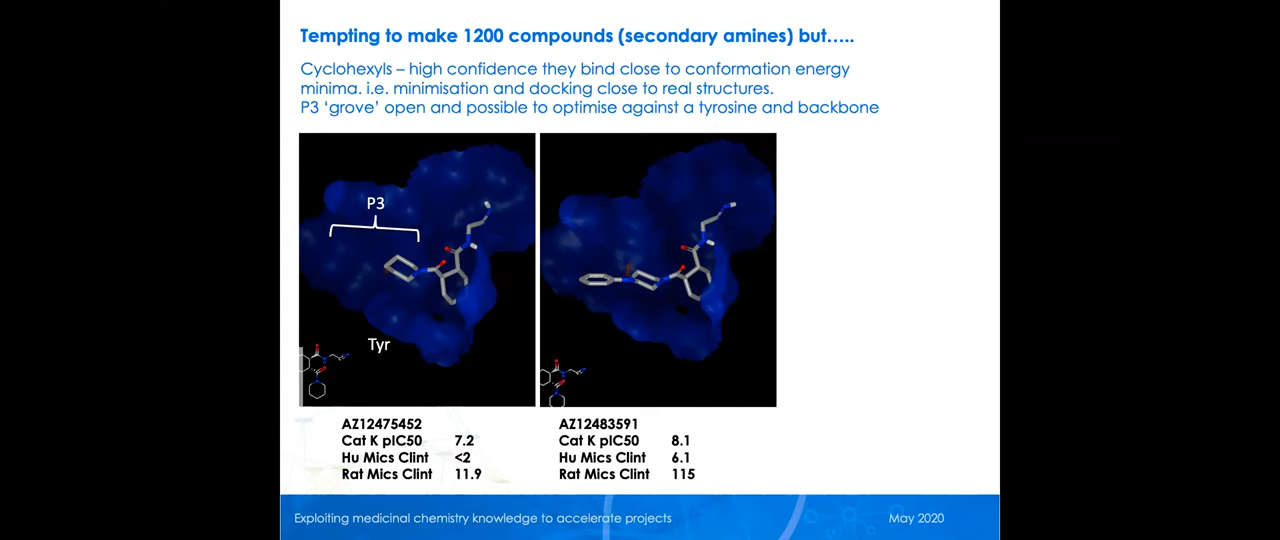 Tempting to make 1200 compounds (secondary amines) but…..
Cyclohexyls – high confidence they bind close to conformation energy
minima. i.e. minimisation and docking close to real structures.
P3 ‘grove’ open and possible to optimise against a tyrosine and backbone
P3
Tyr
AZ12475452
Cat K pIC50 7.2
Hu Mics Clint <2
Rat Mics Clint 11.9
AZ12483591
Cat K pIC50 8.1
Hu Mics Clint 6.1
Rat Mics Clint 115
Exploiting medicinal chemistry knowledge to accelerate projects
May 2020